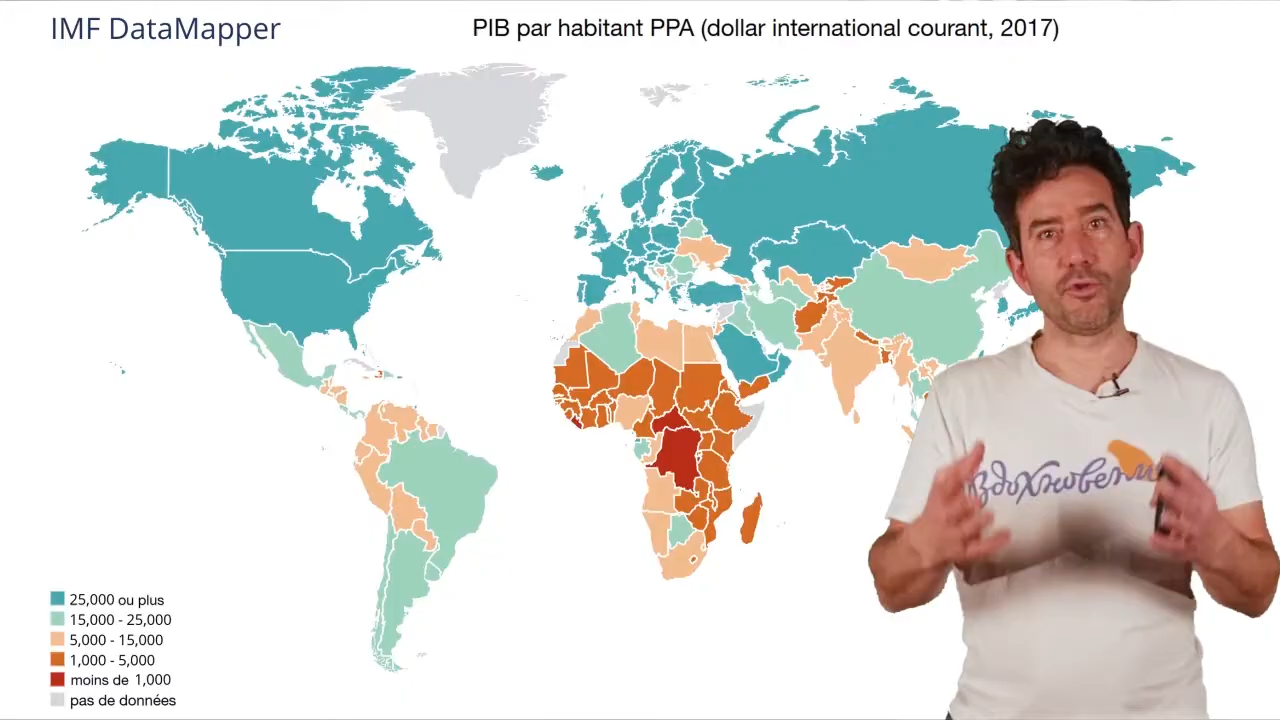 IMF DataMapper
PIB par habitant PPA (dollar international courant, 2017)
25,000 ou plus
15,000 - 25,000
5,000 - 15,000
1,000 - 5,000
moins de 1,000
pas de données